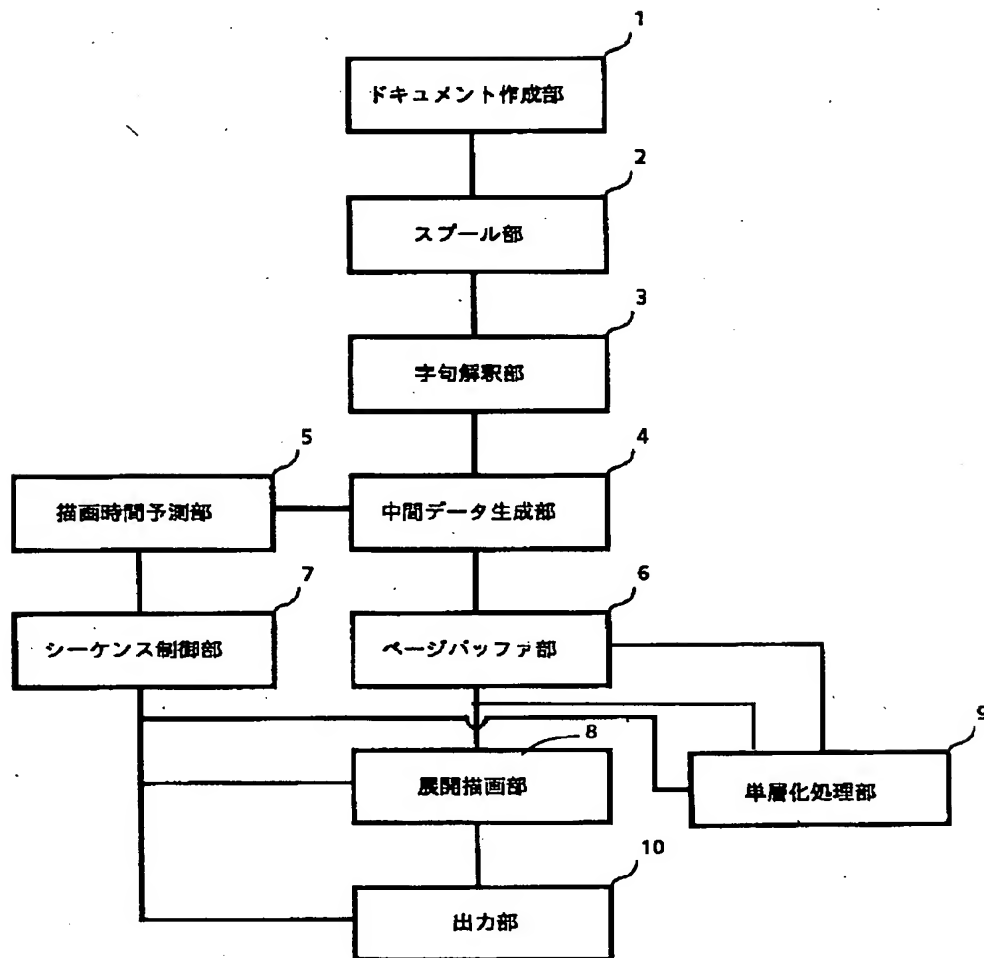 1
ドキュメント作成部
2
スプール部
3
字句解釈部
5
描画時間予測部
4
中間データ生成部
7
シーケンス制御部
6
ページバッファ部
8
展開描画部
9
単層化処理部
10
出力部